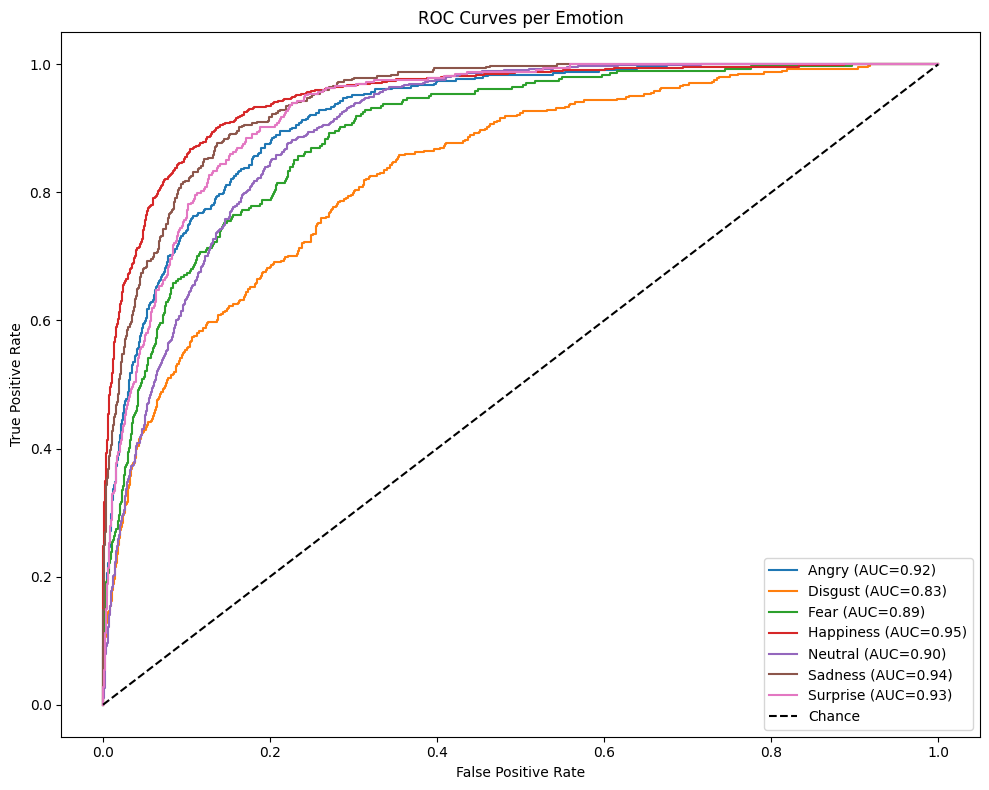 ROC Curves per Emotion
True Positive Rate
1.0
0.8
0.6
0.4
0.2
0.0
0.0 0.2 0.4 0.6 0.8 1.0
False Positive Rate
Angry (AUC=0.92)
Disgust (AUC=0.83)
Fear (AUC=0.89)
Happiness (AUC=0.95)
Neutral (AUC=0.90)
Sadness (AUC=0.94)
Surprise (AUC=0.93)
Chance